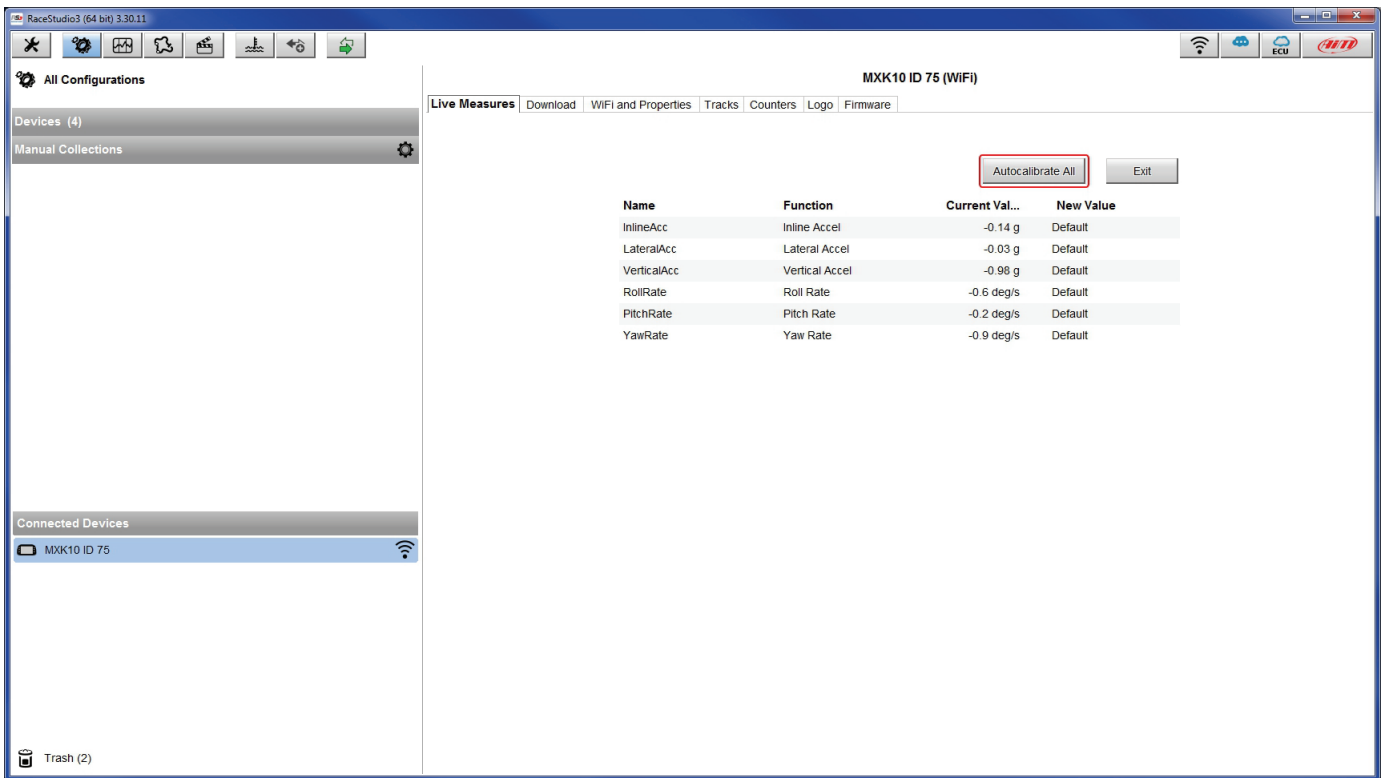 RaceStudio3 (64 bit) 3.30.11
ECU
All Configurations
MXK10 ID 75 (WiFi)
Live Measures Download WiFi and Properties Tracks Counters Logo Firmware
Devices (4)
Manual Collections
Autocalibrate All Exit
Name Function Current Val... New Value
InlineAcc Inline Accel -0.14 g Default
LateralAcc Lateral Accel -0.03 g Default
VerticalAcc Vertical Accel -0.98 g Default
RollRate Roll Rate -0.6 deg/s Default
PitchRate Pitch Rate -0.2 deg/s Default
YawRate Yaw Rate -0.9 deg/s Default
Connected Devices
MXK10 ID 75
Trash (2)